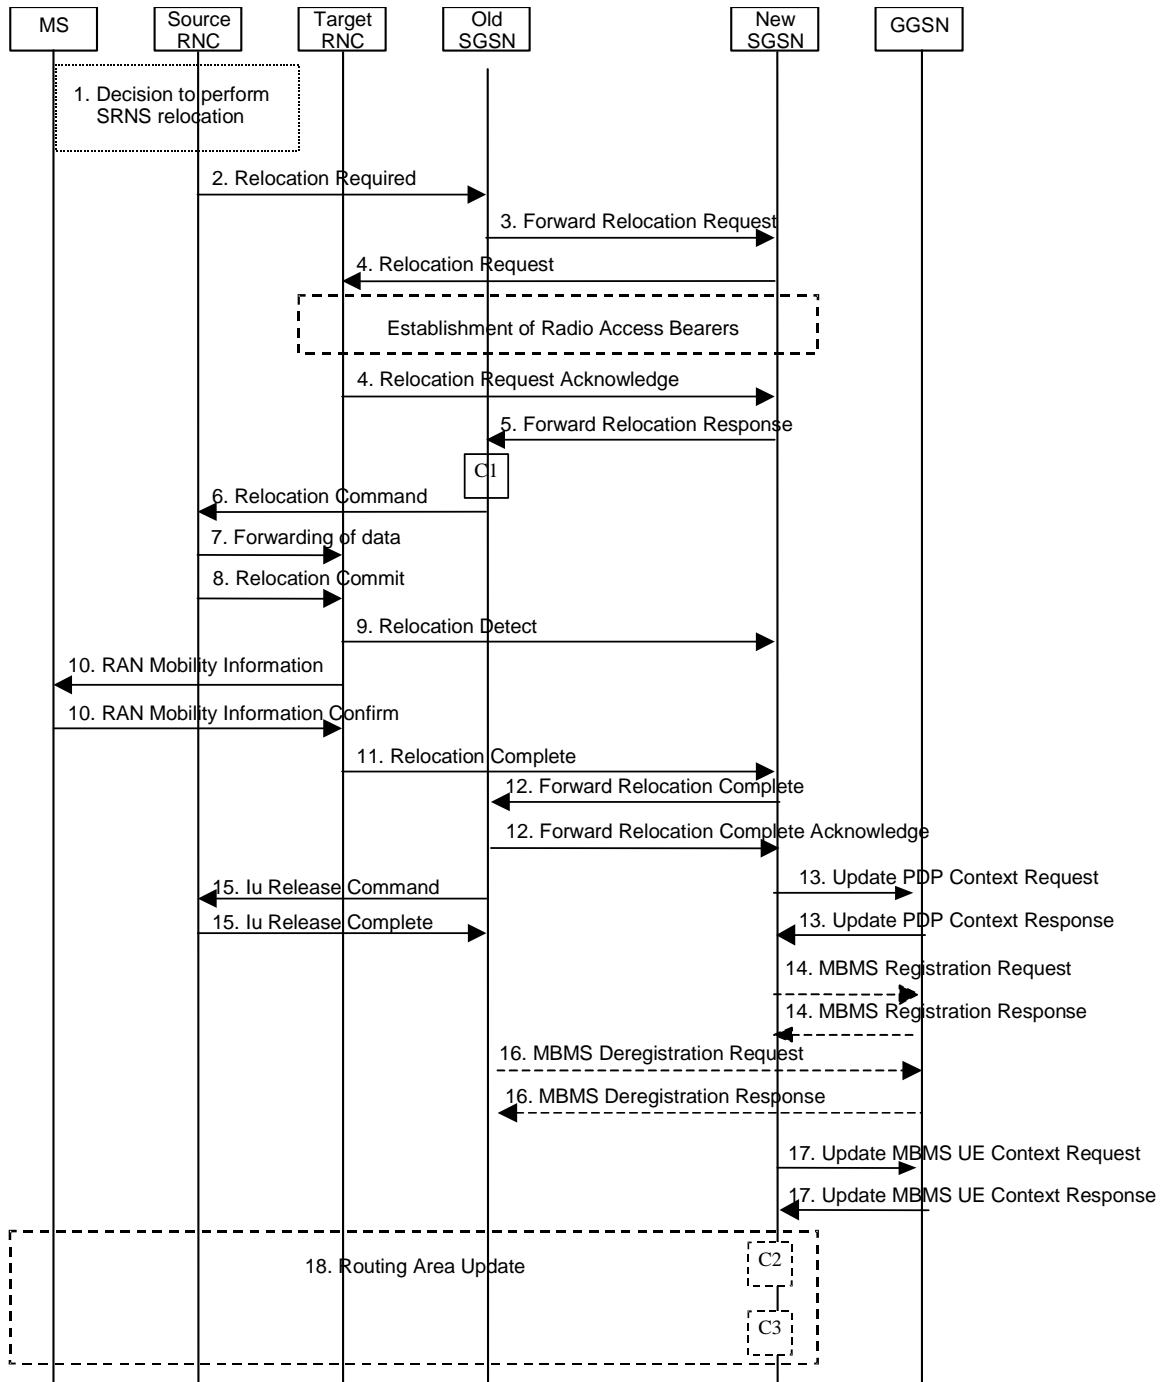 MS
Source
RNC
Target
RNC
Old
SGSN
New
SGSN
GGSN
1. Decision to perform
SRNS relocation
2. Relocation Required
3. Forward Relocation Request
4. Relocation Request
Establishment of Radio Access Bearers
4. Relocation Request Acknowledge
5. Forward Relocation Response
C1
6. Relocation Command
7. Forwarding of data
8. Relocation Commit
9. Relocation Detect
10. RAN Mobility Information
10. RAN Mobility Information Confirm
11. Relocation Complete
12. Forward Relocation Complete
12. Forward Relocation Complete Acknowledge
13. Update PDP Context Request
15. Iu Release Command
13. Update PDP Context Response
15. Iu Release Complete
14. MBMS Registration Request
14. MBMS Registration Response
16. MBMS Deregistration Request
16. MBMS Deregistration Response
17. Update MBMS UE Context Request
17. Update MBMS UE Context Response
18. Routing Area Update
C2
C3